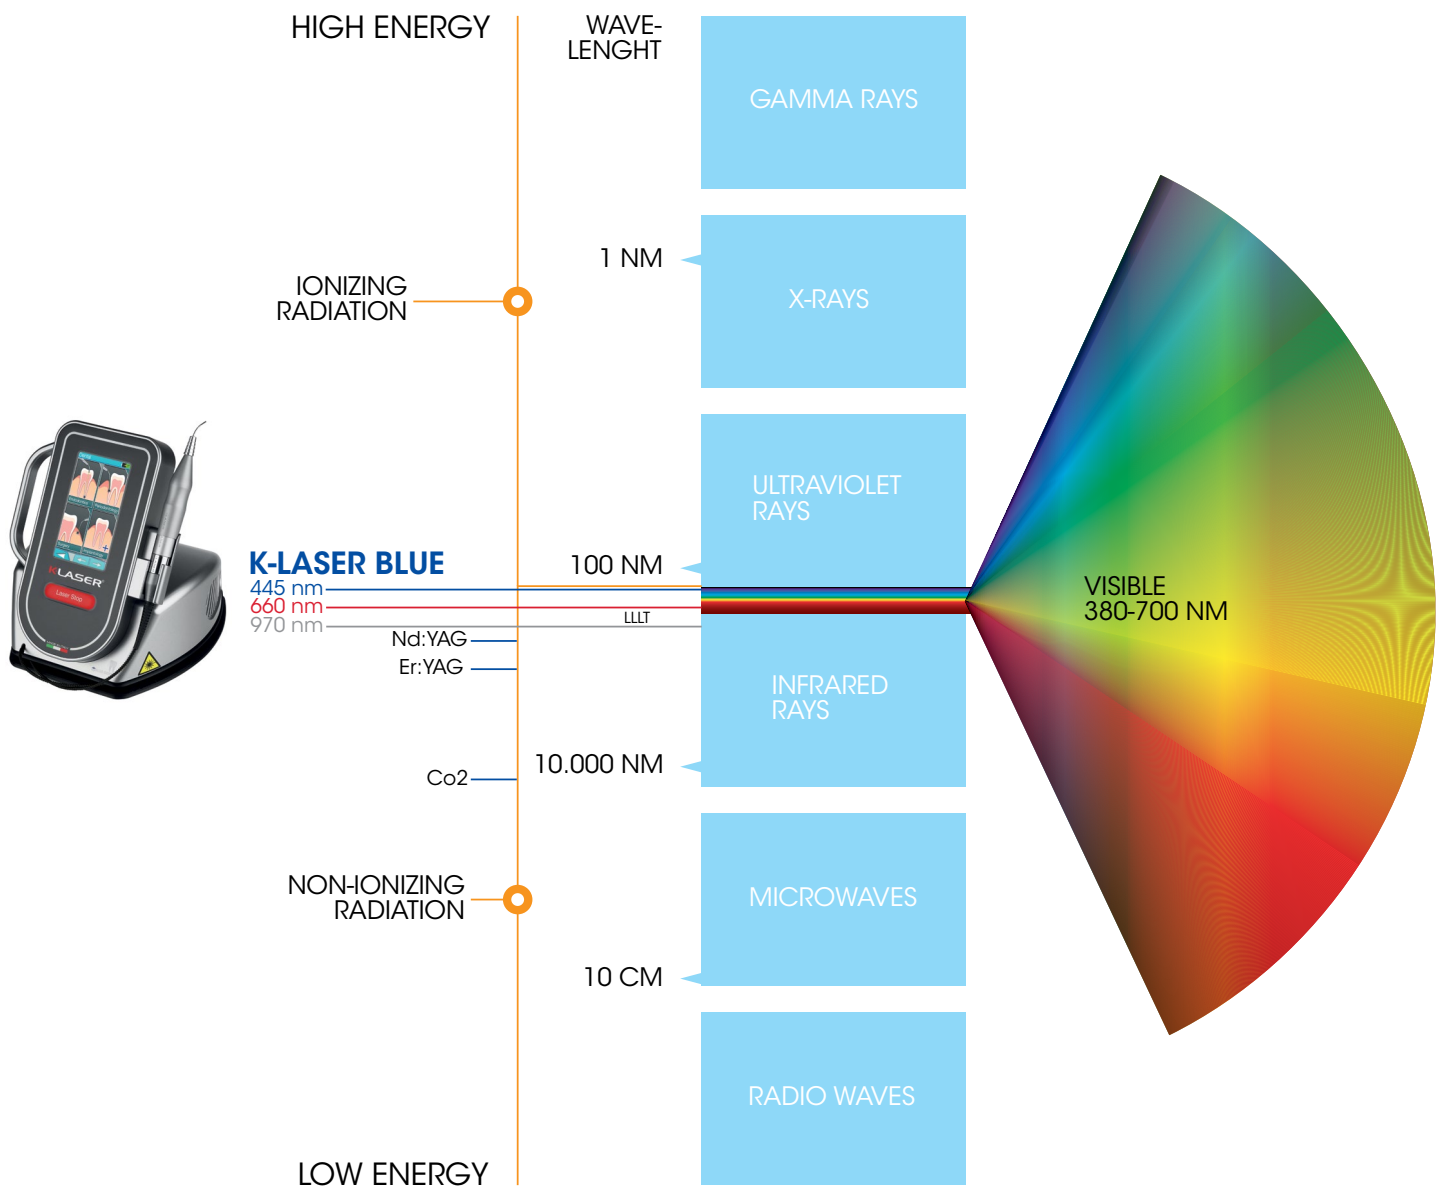 HIGH ENERGY
WAVE-
LENGHT
GAMMA RAYS
1 NM
IONIZING
RADIATION
X-RAYS
ULTRAVIOLET
RAYS
100 NM
K-LASER BLUE
445 nm
660 nm
970 nm
LLLT
VISIBLE
380-700 NM
Nd:YAG
Er:YAG
INFRARED
RAYS
10.000 NM
Co2
NON-IONIZING
RADIATION
MICROWAVES
10 CM
RADIO WAVES
LOW ENERGY
KLASER
Laser Stop